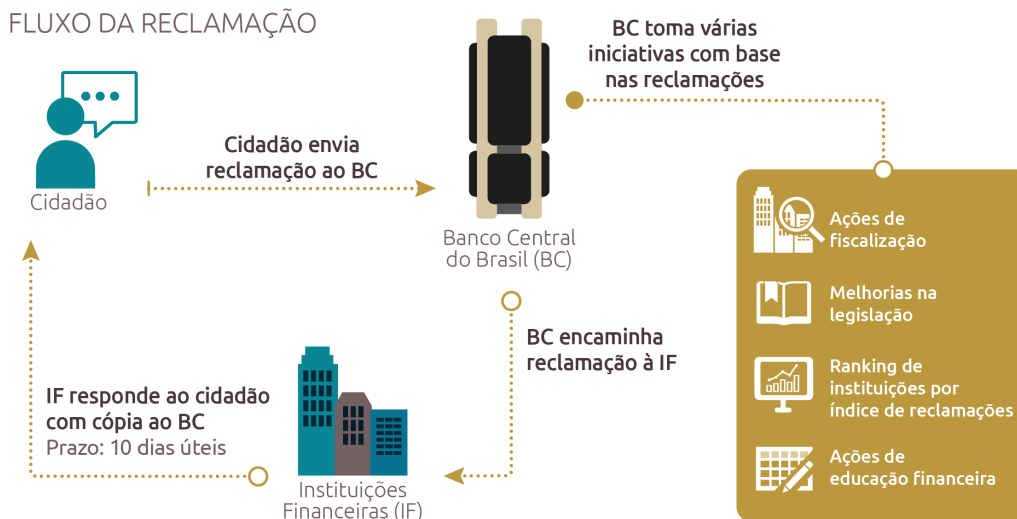 FLUXO DA RECLAMAÇÃO
Cidadão
Cidadão envia
reclamação ao BC
Banco Central
do Brasil (BC)
BC toma várias
iniciativas com base
nas reclamações
Ações de
fiscalização
Melhorias na
legislação
Ranking de
instituições por
índice de reclamações
Ações de
educação financeira
BC encaminha
reclamação à IF
Instituições
Financeiras (IF)
IF responde ao cidadão
com cópia ao BC
Prazo: 10 dias úteis